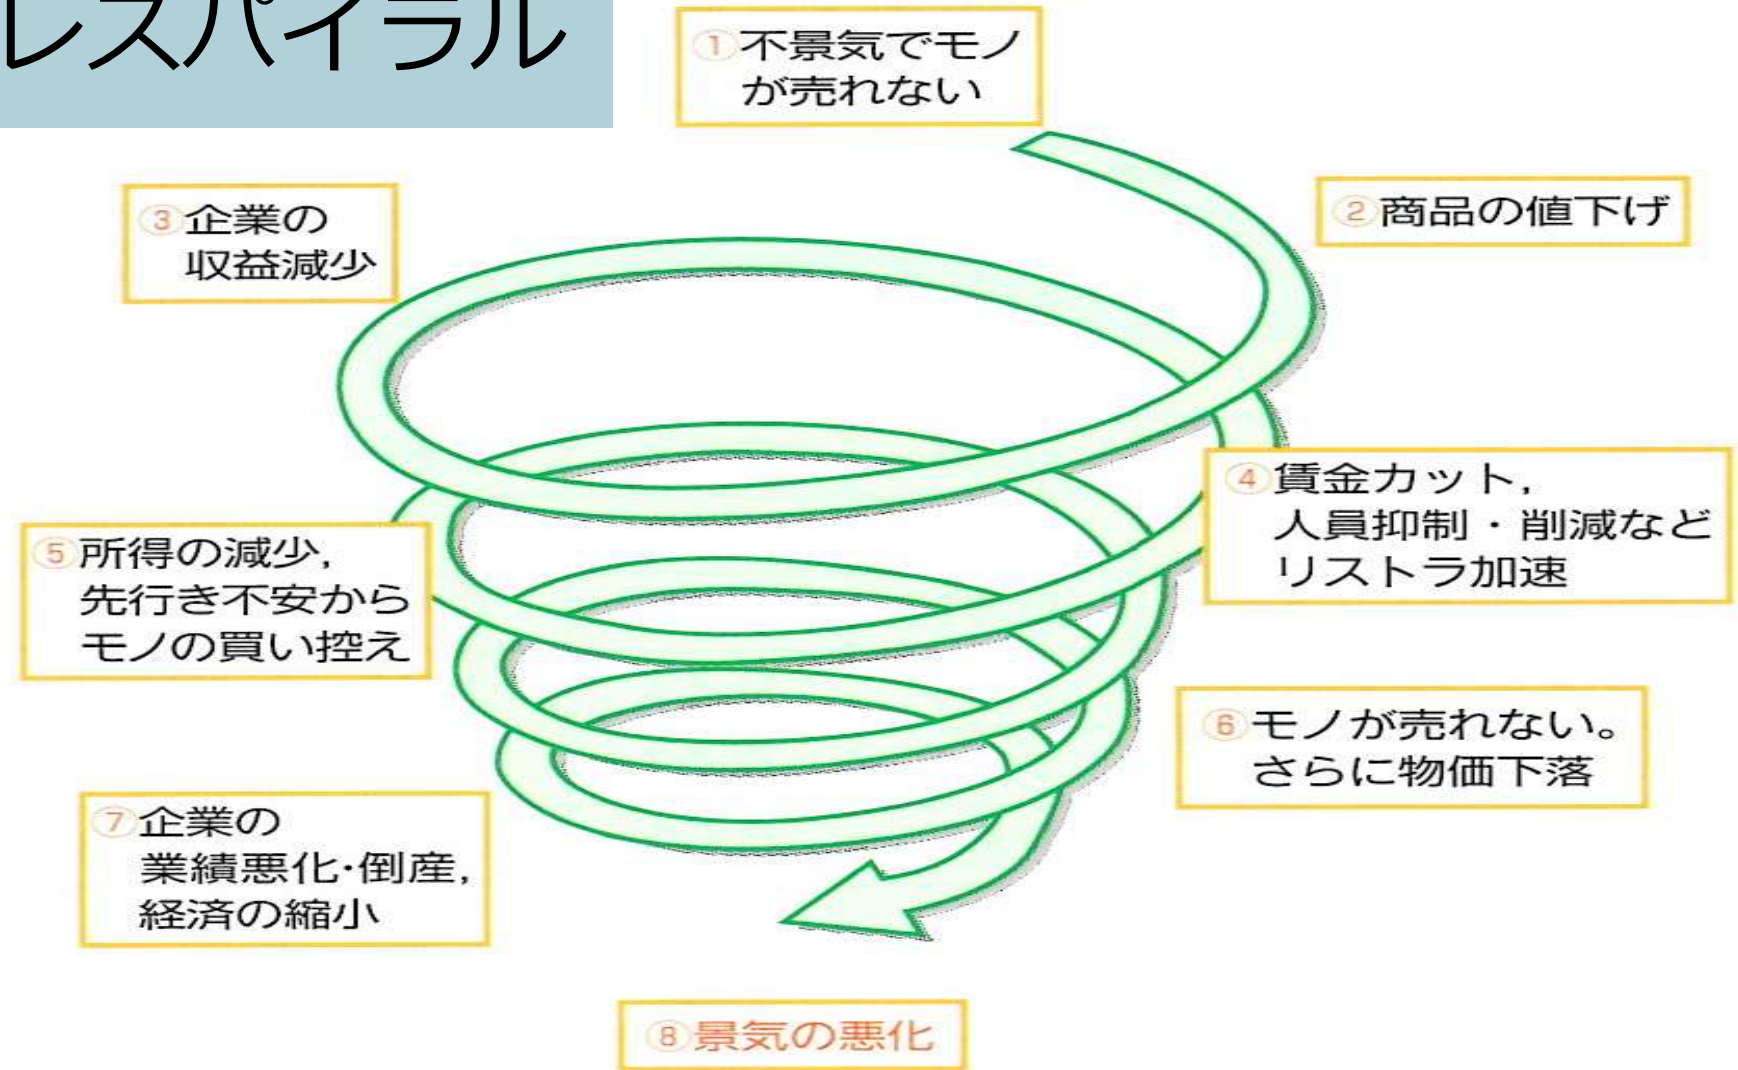 レスパイラル
①不景気でモノ
が売れない
②商品の値下げ
③企業の
収益減少
④賃金カット,
人員抑制・削減など
リストラ加速
⑤所得の減少,
先行き不安から
モノの買い控え
⑥モノが売れない。
さらに物価下落
⑦企業の
業績悪化・倒産,
経済の縮小
⑧景気の悪化